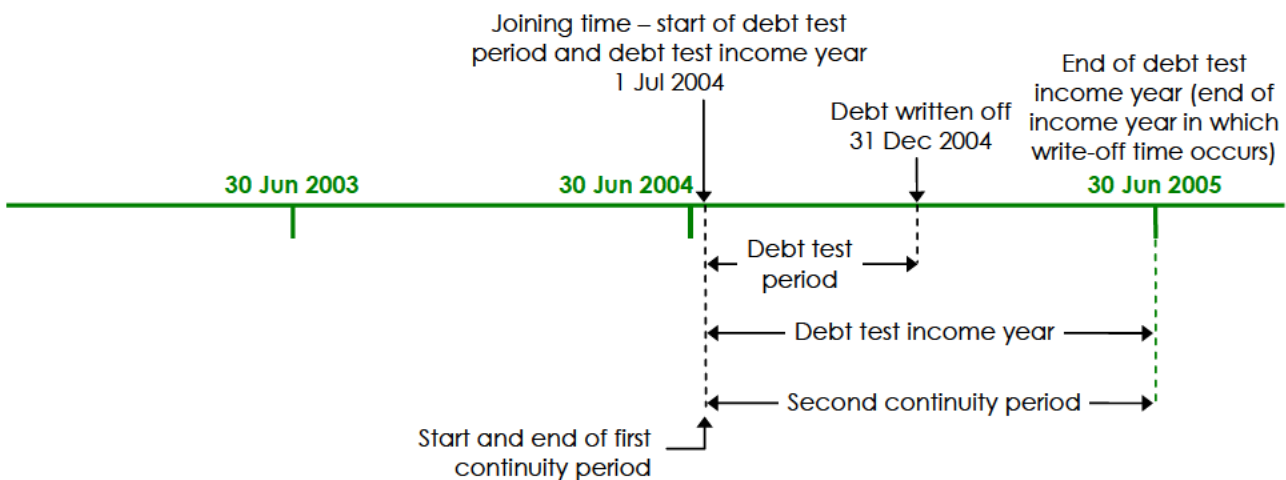 Joining time – start of debt test
period and debt test income year
1 Jul 2004
End of debt test
income year (end of
income year in which
write-off time occurs)
Debt written off
31 Dec 2004
30 Jun 2003
30 Jun 2004
30 Jun 2005
Debt test
period
Debt test income year
Second continuity period
Start and end of first
continuity period